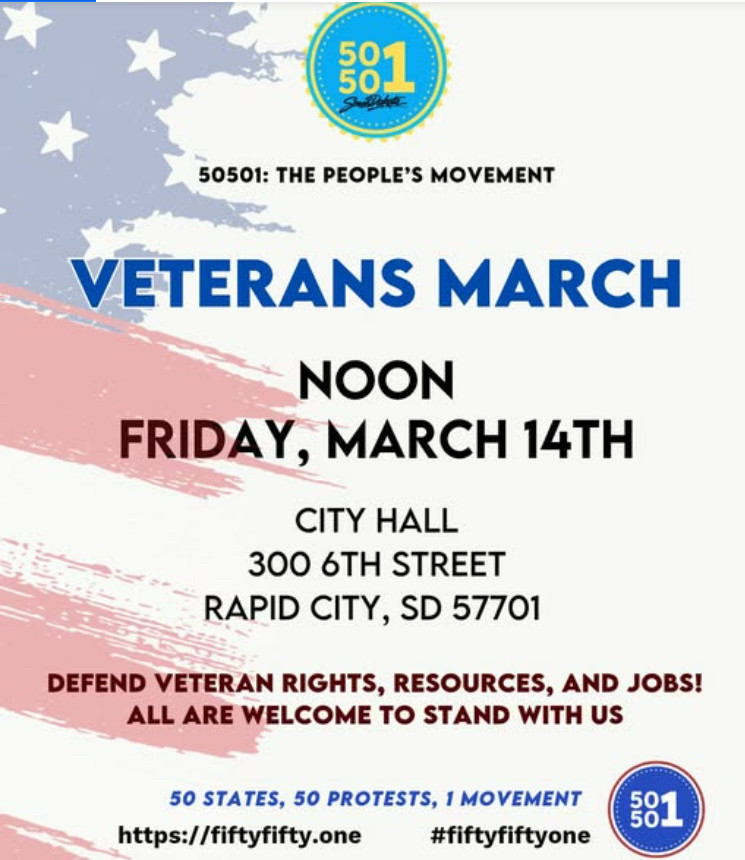 50
501
South Dakota
50501: THE PEOPLE'S MOVEMENT
VETERANS MARCH
NOON
FRIDAY, MARCH 14TH
CITY HALL
300 6TH STREET
RAPID CITY, SD 57701
DEFEND VETERAN RIGHTS, RESOURCES, AND JOBS!
ALL ARE WELCOME TO STAND WITH US
50 STATES, 50 PROTESTS, 1 MOVEMENT
https://fiftyfifty.one #fiftyfiftyone
50
501